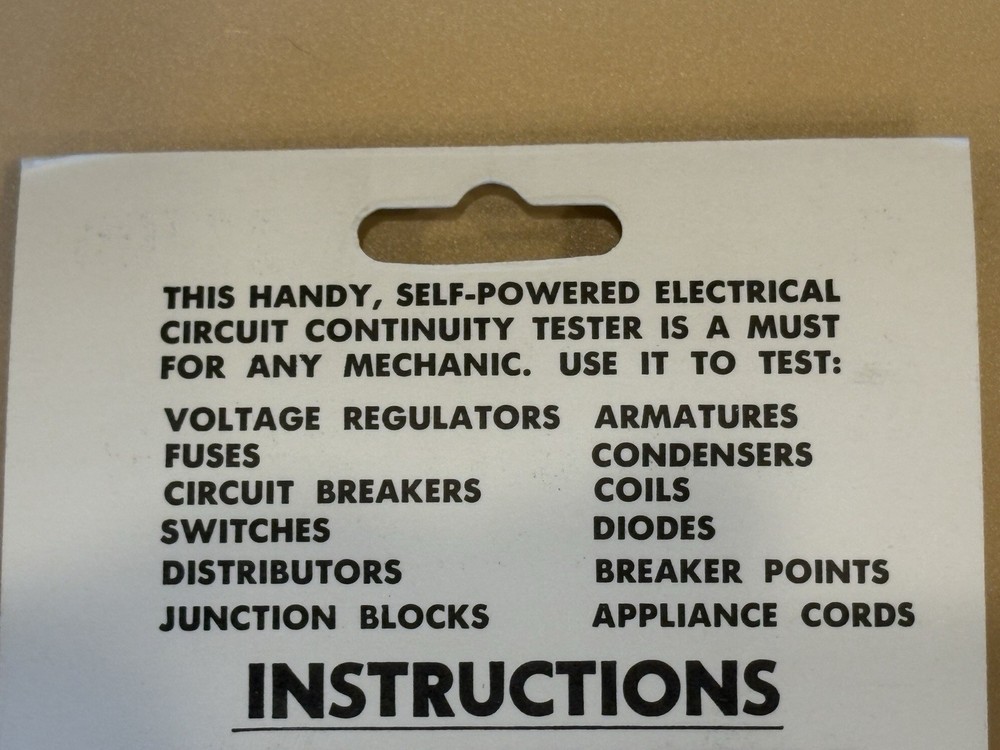 THIS HANDY, SELF-POWERED ELECTRICAL
CIRCUIT CONTINUITY TESTER IS A MUST
FOR ANY MECHANIC. USE IT TO TEST:
VOLTAGE REGULATORS ARMATURES
FUSES CONDENSERS
CIRCUIT BREAKERS COILS
SWITCHES DIODES
DISTRIBUTORS BREAKER POINTS
JUNCTION BLOCKS APPLIANCE CORDS
INSTRUCTIONS